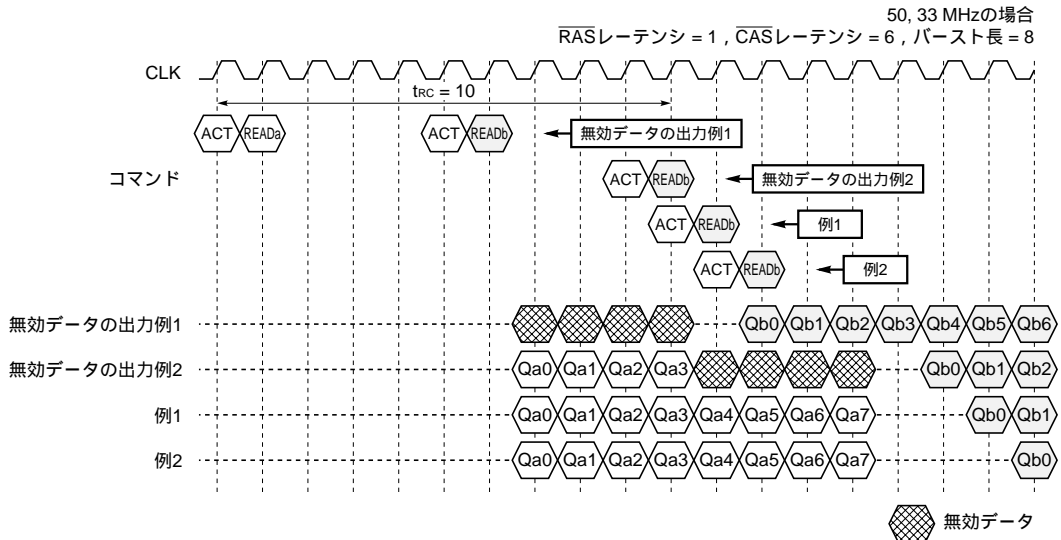 50, 33 MHzの場合
RASレーテンシ = 1 , CASレーテンシ = 6 , バースト長 = 8
CLK
tRC = 10
ACT READa ACT READb 無効データの出力例1
コマンド
ACT READb 無効データの出力例2
ACT READb 例1
ACT READb 例2
無効データの出力例1 Qb0 Qb1 Qb2 Qb3 Qb4 Qb5 Qb6
無効データの出力例2 Qa0 Qa1 Qa2 Qa3 Qb0 Qb1 Qb2
例1 Qa0 Qa1 Qa2 Qa3 Qa4 Qa5 Qa6 Qa7 Qb0 Qb1
例2 Qa0 Qa1 Qa2 Qa3 Qa4 Qa5 Qa6 Qa7 Qb0
無効データ